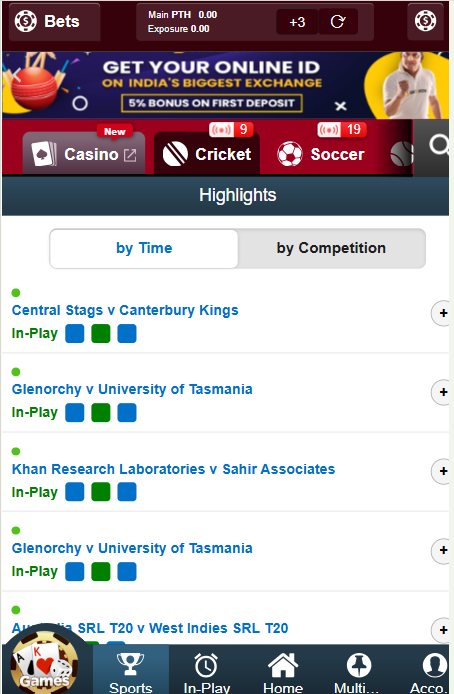 Bets
Main PTH 0.00
Exposure 0.00
+3
GET YOUR ONLINE ID
ON INDIA'S BIGGEST EXCHANGE
5% BONUS ON FIRST DEPOSIT
New
9
19
Casino
Cricket
Soccer
Highlights
by Time
by Competition
Central Stags v Canterbury Kings
In-Play
+
Glenorchy v University of Tasmania
In-Play
+
Khan Research Laboratories v Sahir Associates
In-Play
+
Glenorchy v University of Tasmania
In-Play
+
SRL T20 v West Indies SRL T20
+
K
Games
Sports
In-Play
Home
Multi...
Acco...